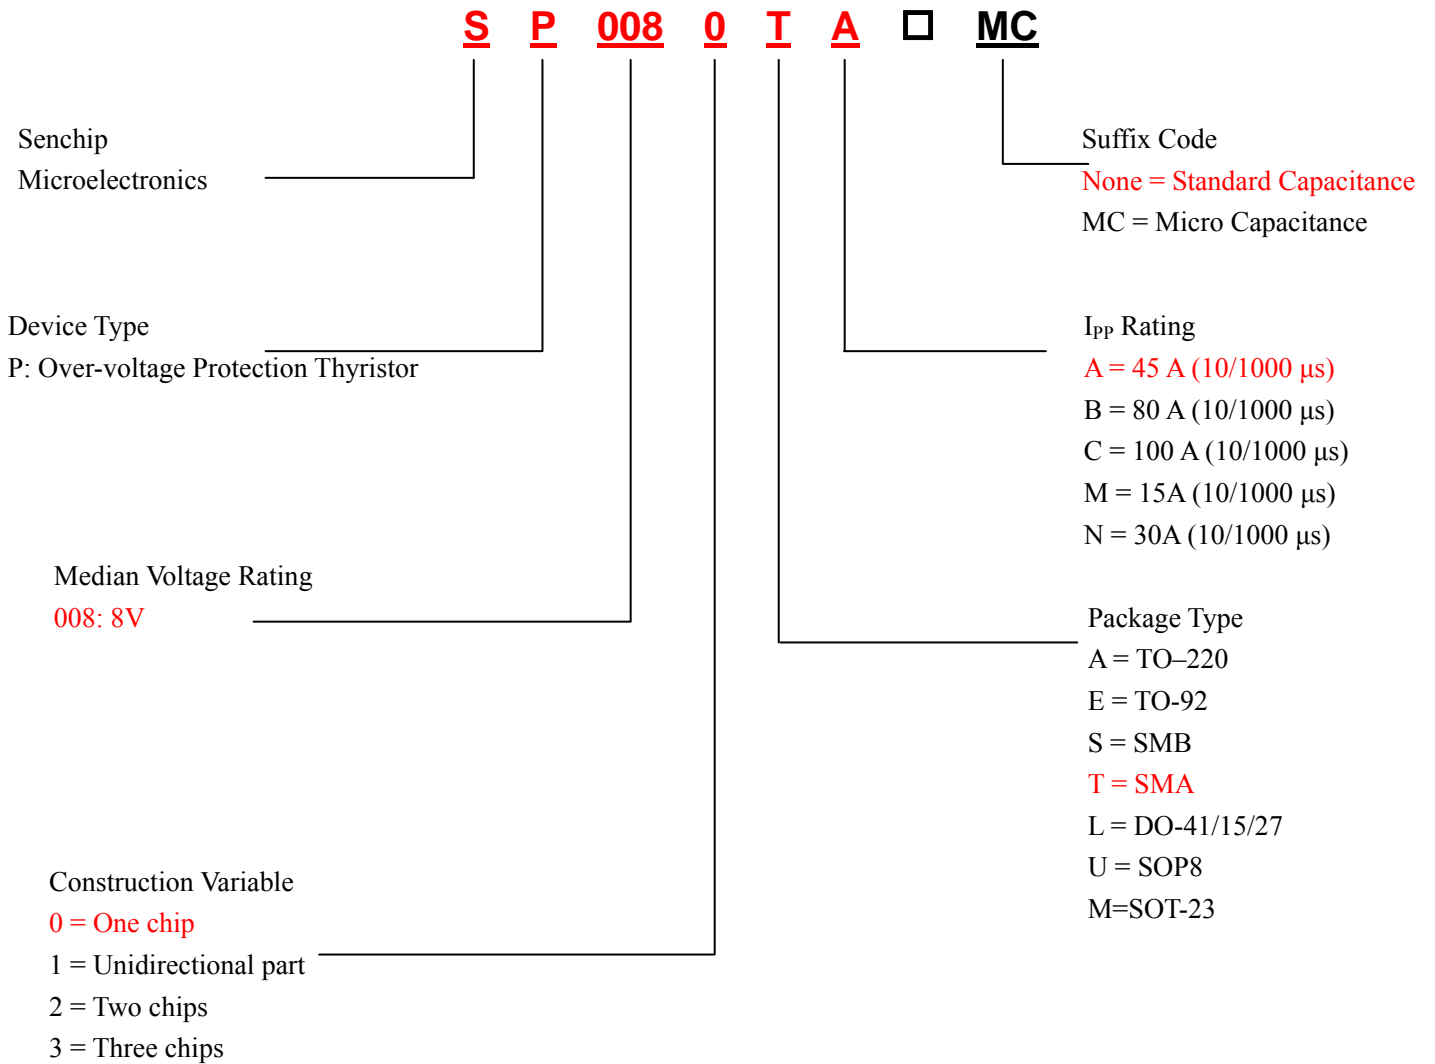 S P 008 0 T A □ MC
Senchip
Microelectronics
Suffix Code
None = Standard Capacitance
MC = Micro Capacitance
Device Type
P: Over-voltage Protection Thyristor
IPP Rating
A = 45 A (10/1000 μs)
B = 80 A (10/1000 μs)
C = 100 A (10/1000 μs)
M = 15A (10/1000 μs)
N = 30A (10/1000 μs)
Median Voltage Rating
008: 8V
Package Type
A = TO–220
E = TO-92
S = SMB
T = SMA
L = DO-41/15/27
U = SOP8
M=SOT-23
Construction Variable
0 = One chip
1 = Unidirectional part
2 = Two chips
3 = Three chips